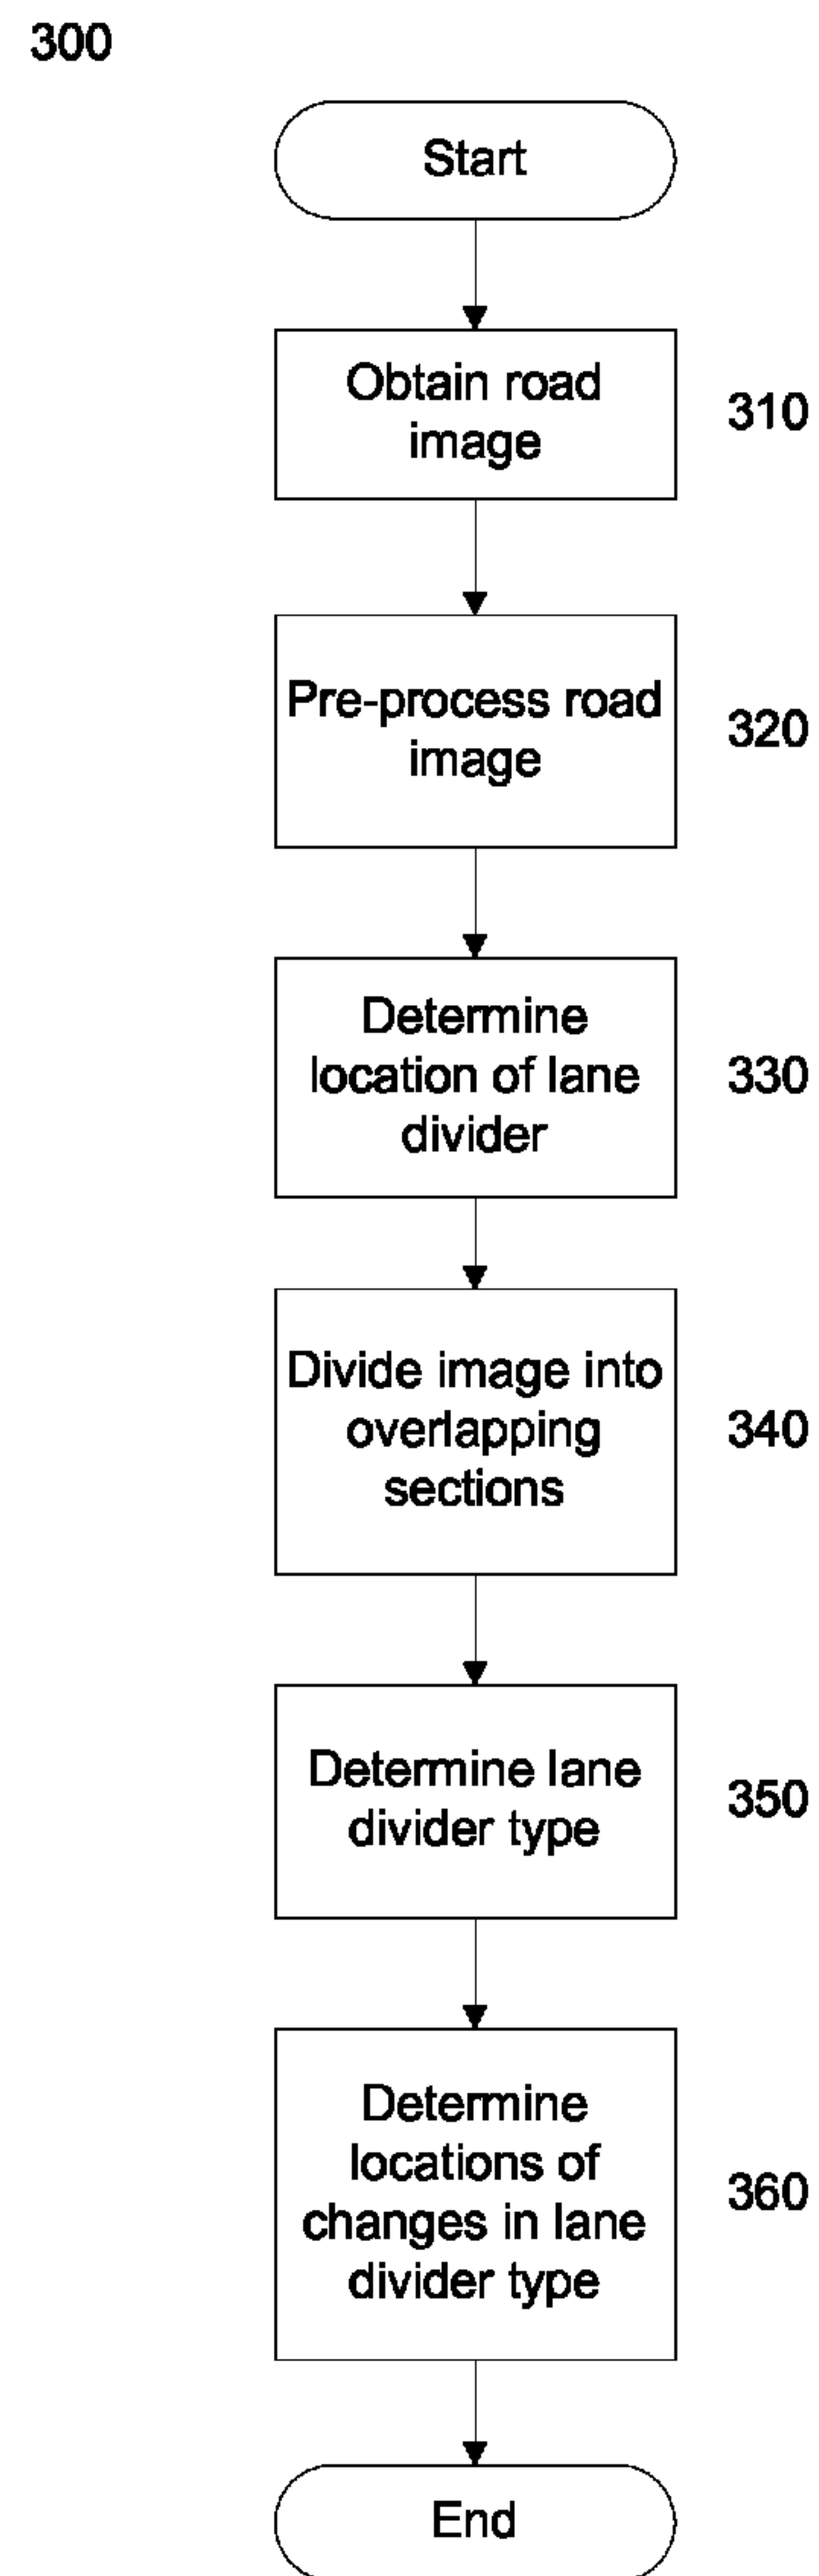 300
Start
Obtain road
image
310
Pre-process road
image
320
Determine
location of lane
divider
330
Divide image into
overlapping
sections
340
Determine lane
divider type
350
Determine
locations of
changes in lane
divider type
360
End